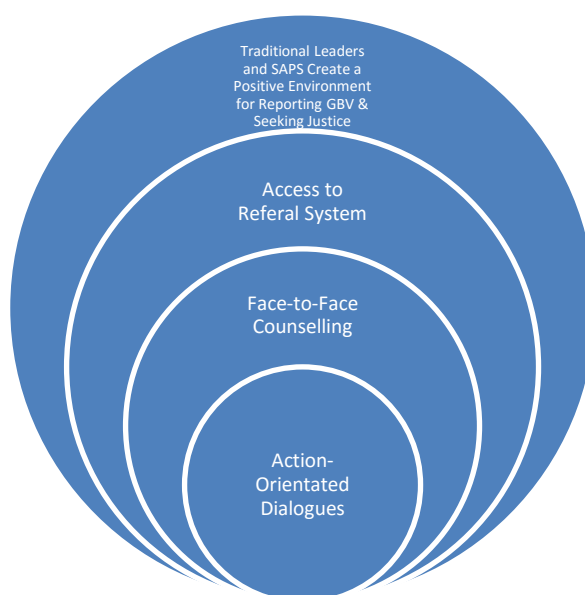 Traditional Leaders
and SAPS Create a
Positive Environment
for Reporting GBV &
Seeking Justice
Access to
Referal System
Face-to-Face
Counselling
Action-
Orientated
Dialogues